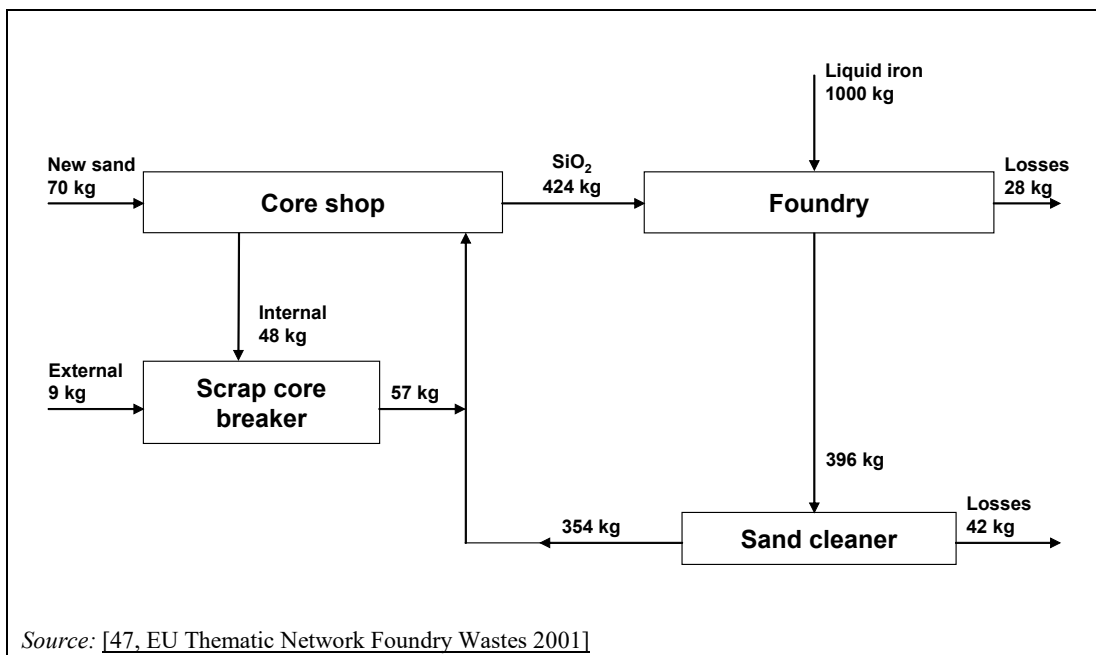 Liquid iron
1000 kg
New sand
70 kg
Core shop
SiO₂
424 kg
Foundry
Losses
28 kg
Internal
48 kg
External
9 kg
Scrap core
breaker
57 kg
396 kg
354 kg
Sand cleaner
Losses
42 kg
Source: [47, EU Thematic Network Foundry Wastes 2001]